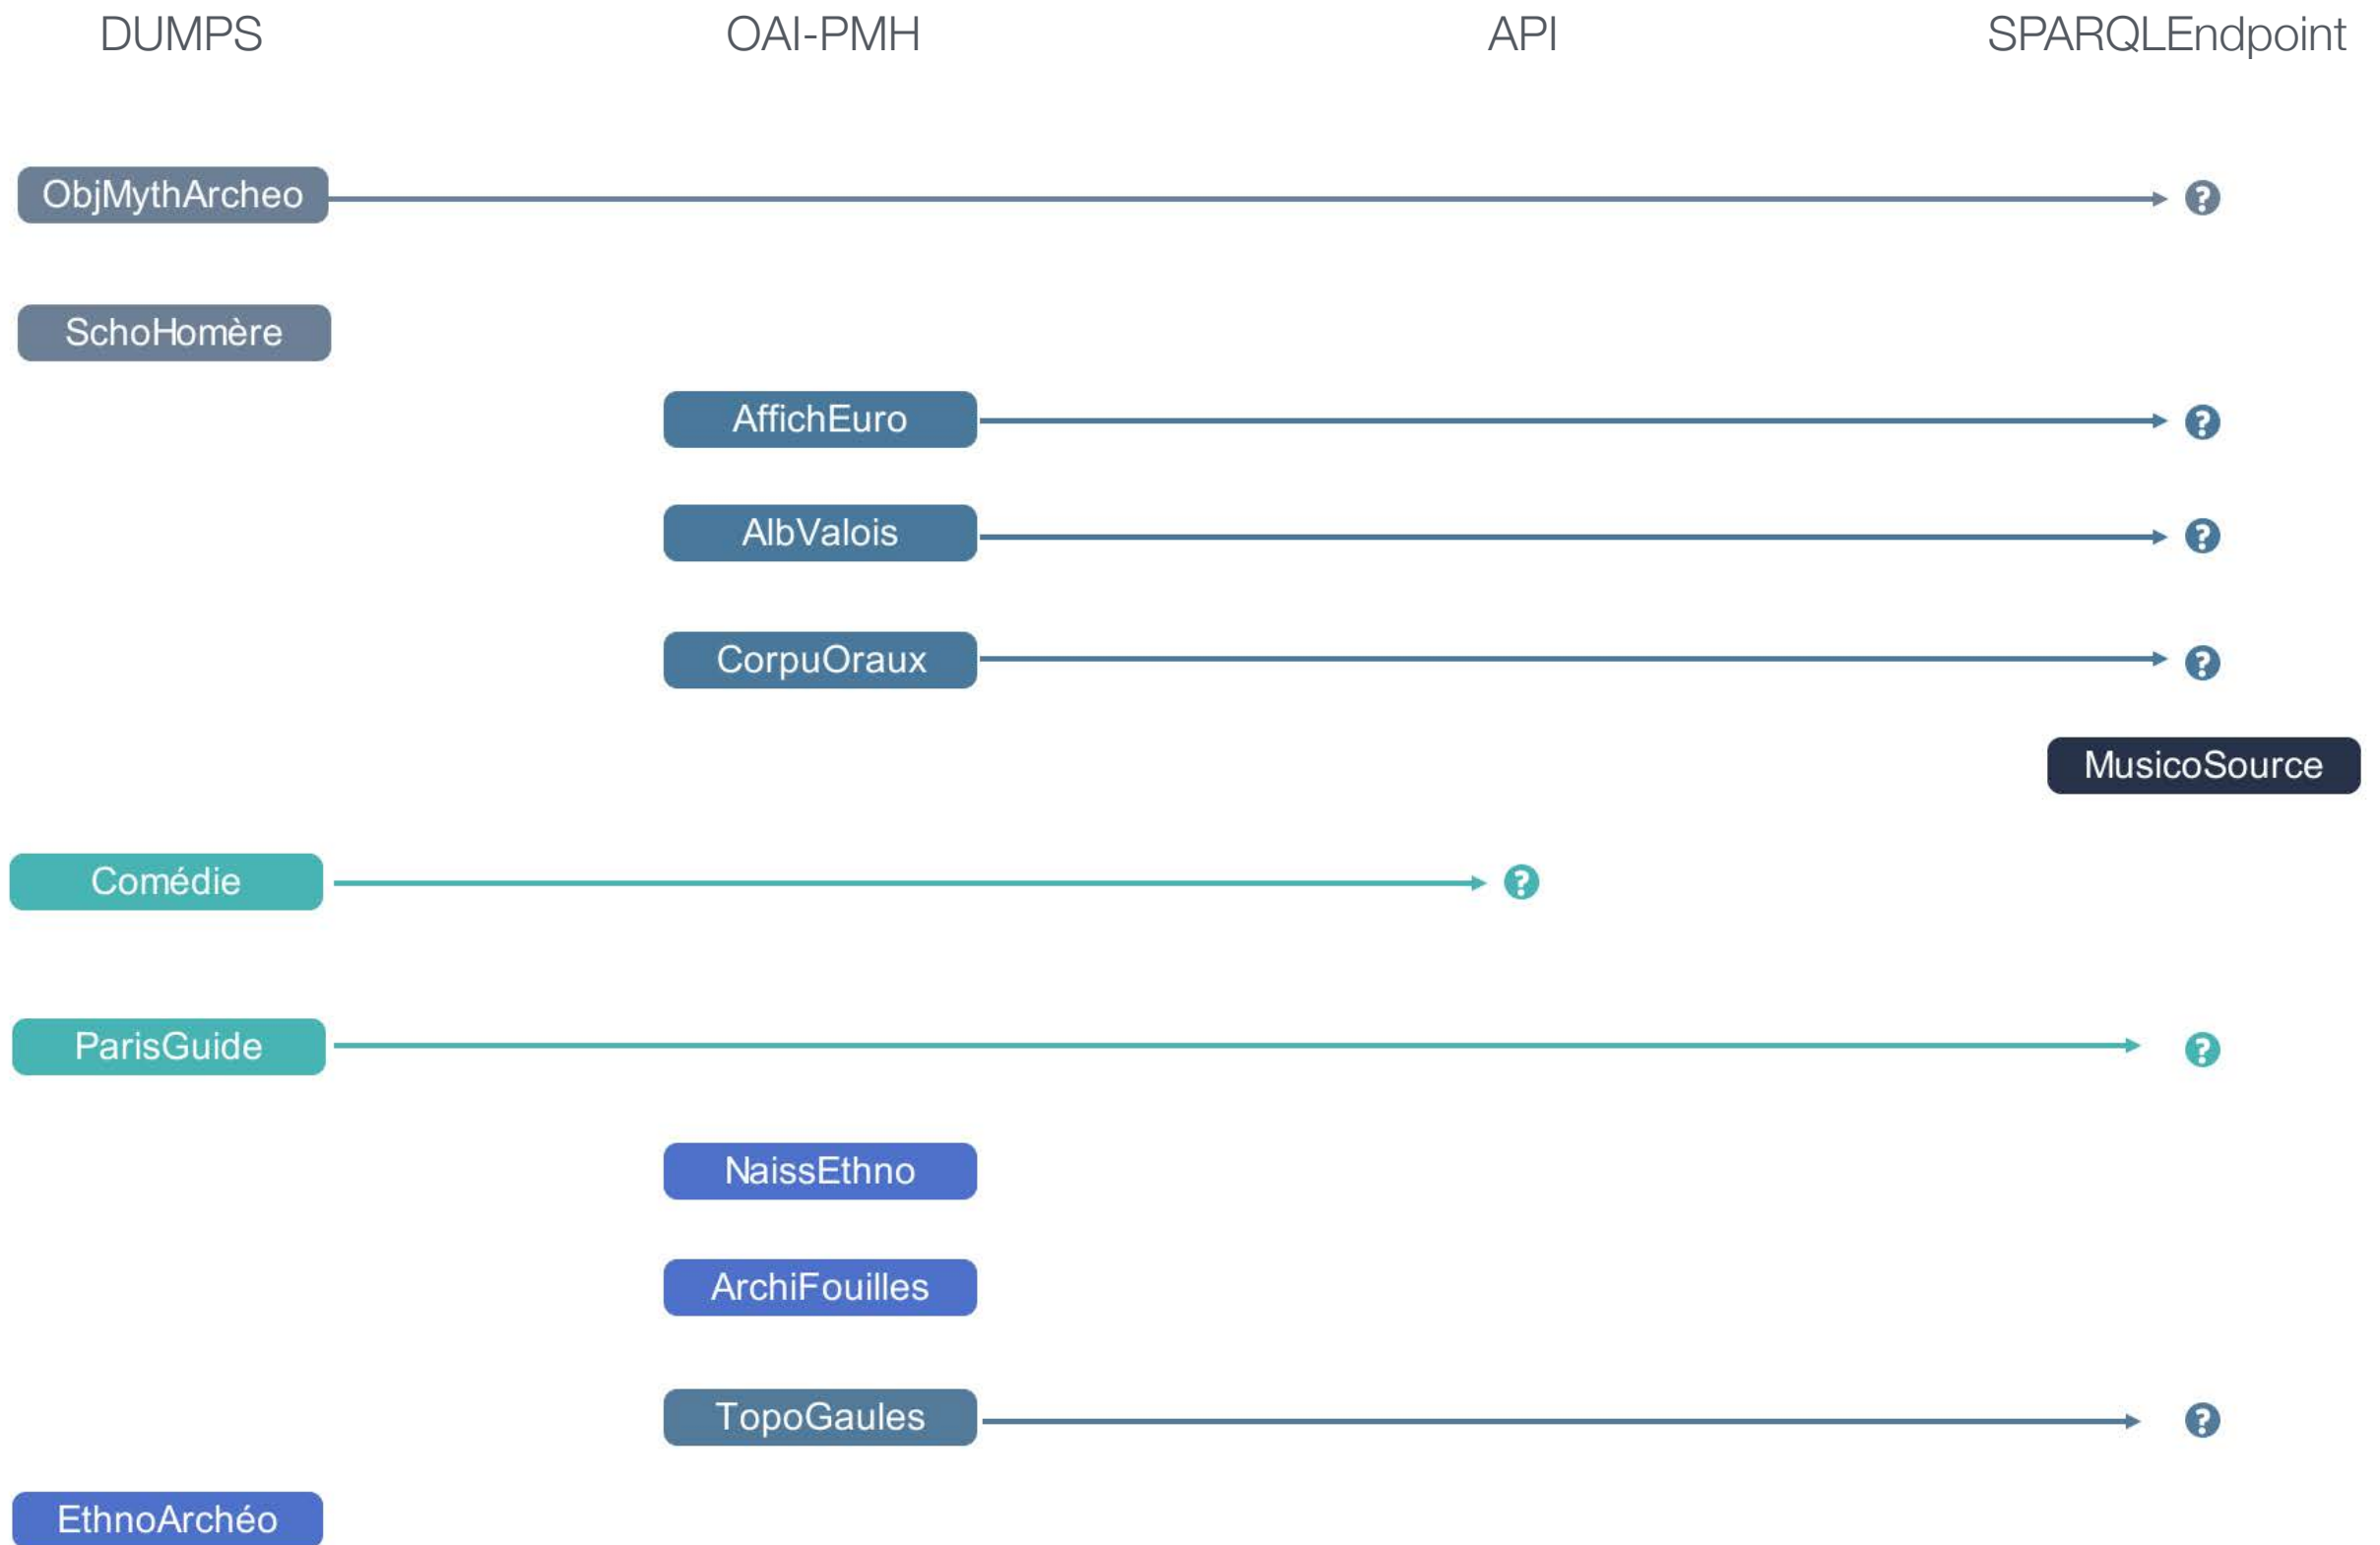 DUMPS OAI-PMH API SPARQLEndpoint
ObjMythArcheo ?
SchoHomère
AffichEuro ?
AlbValois ?
CorpuOraux ?
MusicoSource
Comédie ?
ParisGuide ?
NaissEthno
ArchiFouilles
TopoGaules ?
EthnoArchéo